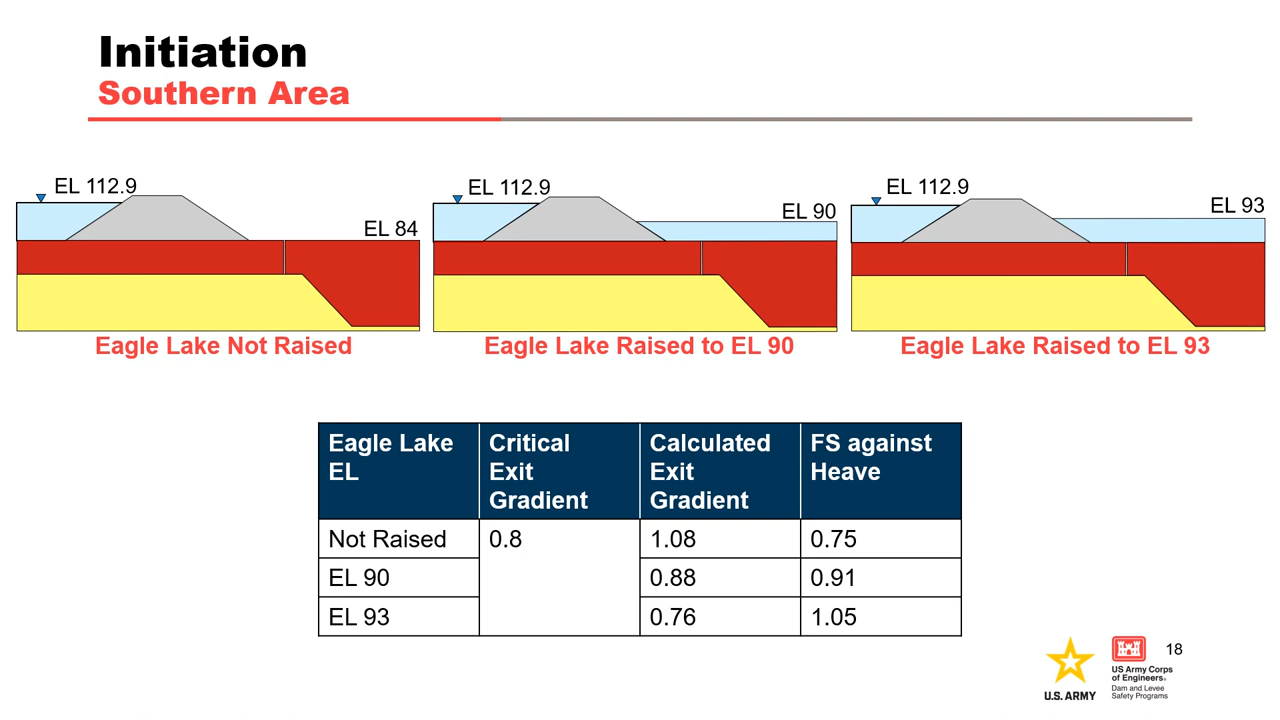 Initiation
Southern Area
EL 112.9
EL 84
EL 112.9
EL 90
EL 112.9
EL 93
Eagle Lake Not Raised
Eagle Lake Raised to EL 90
Eagle Lake Raised to EL 93
Eagle Lake EL
Critical Exit Gradient
Calculated Exit Gradient
FS against Heave
Not Raised 0.8 1.08 0.75
EL 90 0.88 0.91
EL 93 0.76 1.05
U.S. ARMY
US Army Corps
of Engineers®
Dam and Levee
Safety Programs
18